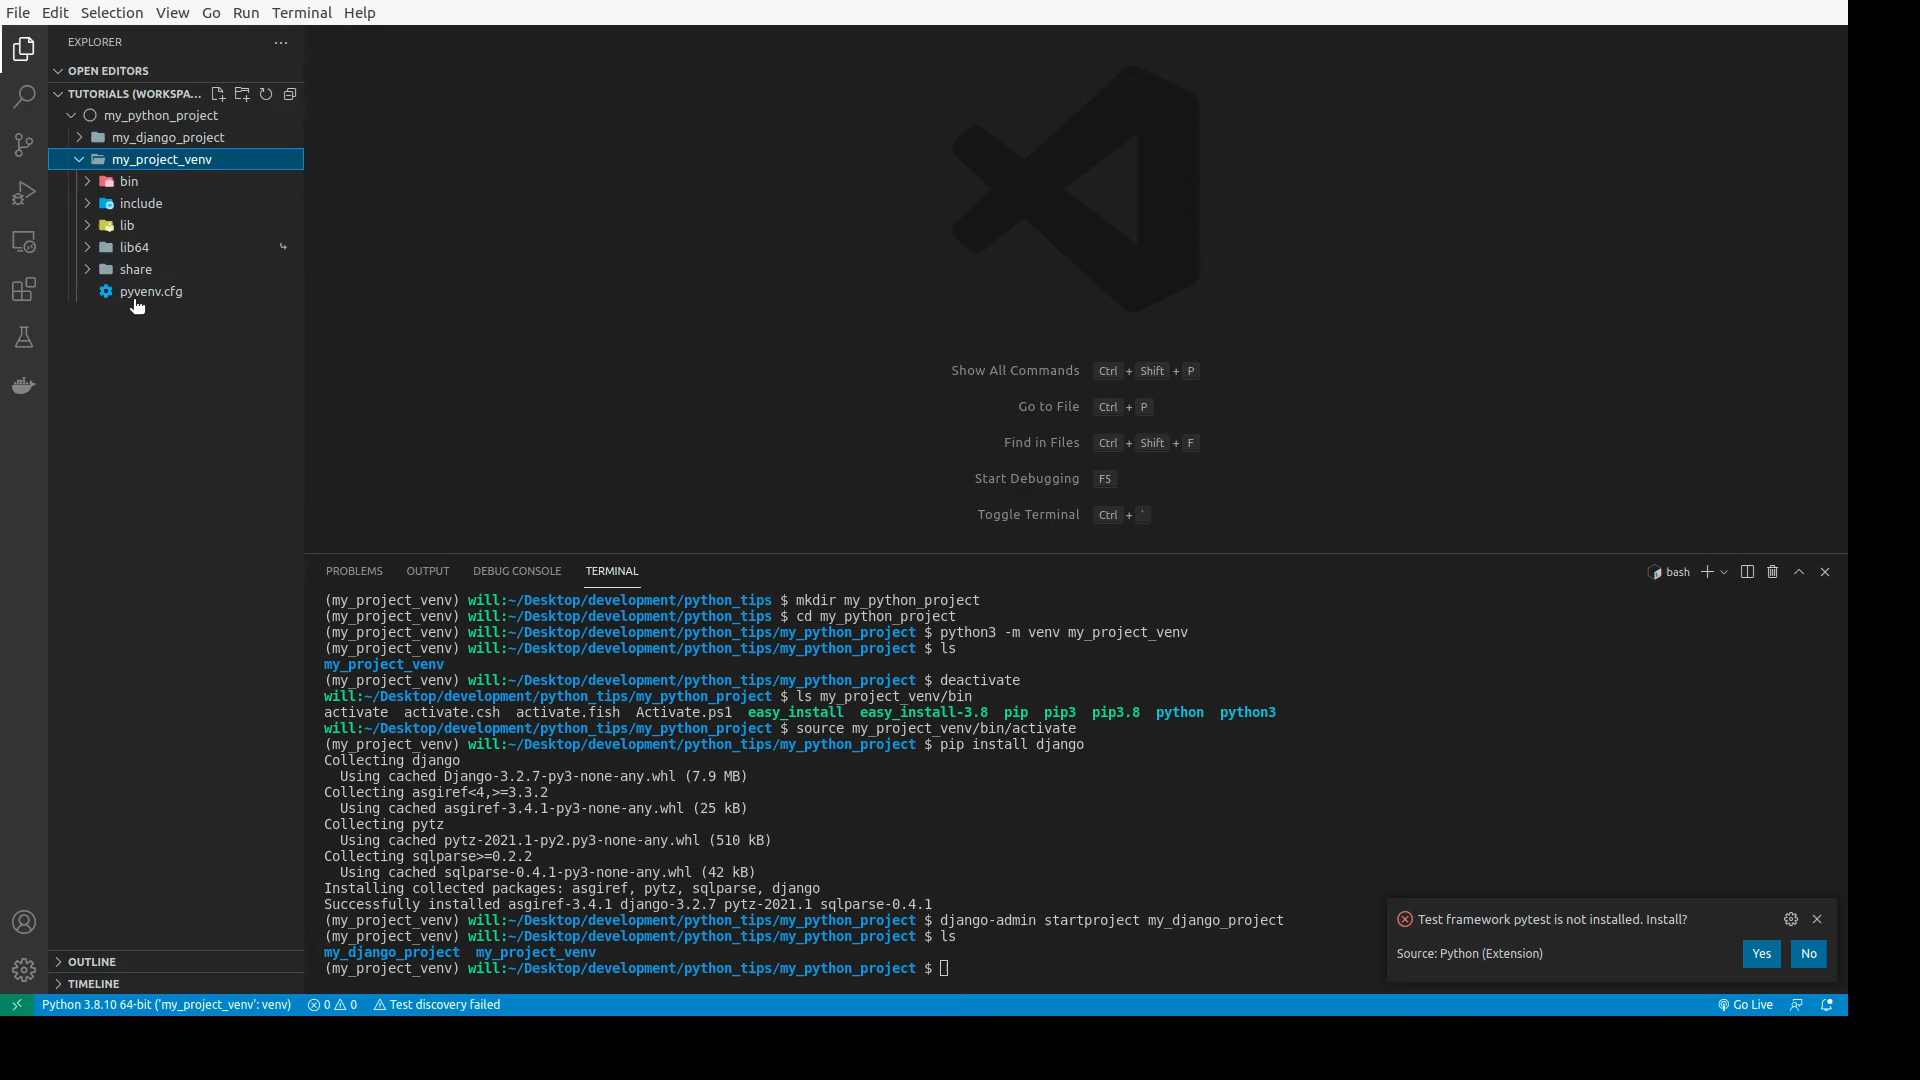 File Edit Selection View Go Run Terminal Help
EXPLORER
OPEN EDITORS
TUTORIALS (WORKSPA...
my_python_project
my_django_project
my_project_venv
bin
include
lib
lib64
share
pyvenv.cfg
OUTLINE
TIMELINE
Show All Commands Ctrl + Shift + P
Go to File Ctrl + P
Find in Files Ctrl + Shift + F
Start Debugging F5
Toggle Terminal Ctrl + `
PROBLEMS OUTPUT DEBUG CONSOLE TERMINAL
bash
(my_project_venv) will:~/Desktop/development/python_tips $ mkdir my_python_project
(my_project_venv) will:~/Desktop/development/python_tips $ cd my_python_project
(my_project_venv) will:~/Desktop/development/python_tips/my_python_project $ python3 -m venv my_project_venv
(my_project_venv) will:~/Desktop/development/python_tips/my_python_project $ ls
my_project_venv
(my_project_venv) will:~/Desktop/development/python_tips/my_python_project $ deactivate
will:~/Desktop/development/python_tips/my_python_project $ ls my_project_venv/bin
activate activate.csh activate.fish Activate.ps1 easy_install easy_install-3.8 pip pip3 pip3.8 python python3
will:~/Desktop/development/python_tips/my_python_project $ source my_project_venv/bin/activate
(my_project_venv) will:~/Desktop/development/python_tips/my_python_project $ pip install django
Collecting django
Using cached Django-3.2.7-py3-none-any.whl (7.9 MB)
Collecting asgiref<4,>=3.3.2
Using cached asgiref-3.4.1-py3-none-any.whl (25 kB)
Collecting pytz
Using cached pytz-2021.1-py2.py3-none-any.whl (510 kB)
Collecting sqlparse>=0.2.2
Using cached sqlparse-0.4.1-py3-none-any.whl (42 kB)
Installing collected packages: asgiref, pytz, sqlparse, django
Successfully installed asgiref-3.4.1 django-3.2.7 pytz-2021.1 sqlparse-0.4.1
(my_project_venv) will:~/Desktop/development/python_tips/my_python_project $ django-admin startproject my_django_project
(my_project_venv) will:~/Desktop/development/python_tips/my_python_project $ ls
my_django_project my_project_venv
(my_project_venv) will:~/Desktop/development/python_tips/my_python_project $
Test framework pytest is not installed. Install?
Source: Python (Extension) Yes No
Python 3.8.10 64-bit ('my_project_venv': venv) 0 0 Test discovery failed Go Live